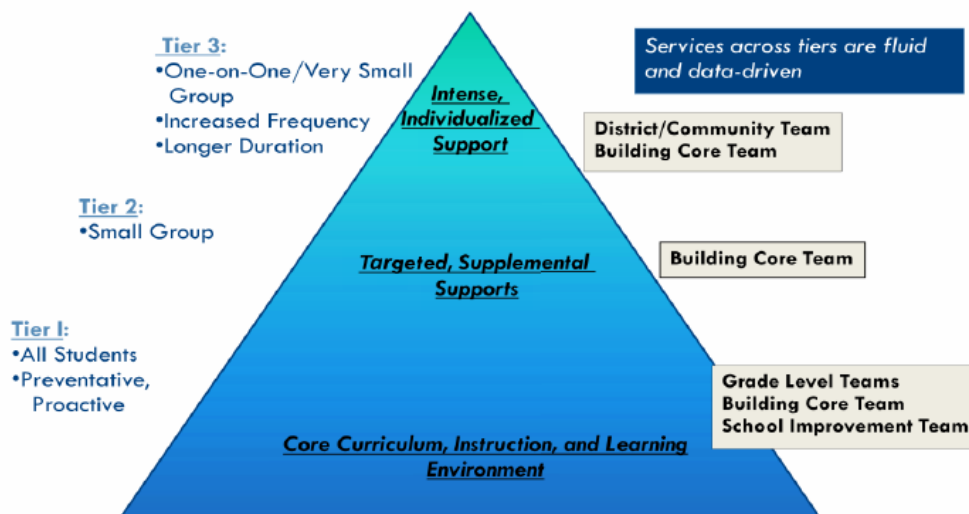 Tier 3:
•One-on-One/Very Small
Group
•Increased Frequency
•Longer Duration
Intense,
Individualized
Support
Services across tiers are fluid
and data-driven
District/Community Team
Building Core Team
Tier 2:
•Small Group
Targeted, Supplemental
Supports
Building Core Team
Tier I:
•All Students
•Preventative,
Proactive
Core Curriculum, Instruction, and Learning
Environment
Grade Level Teams
Building Core Team
School Improvement Team